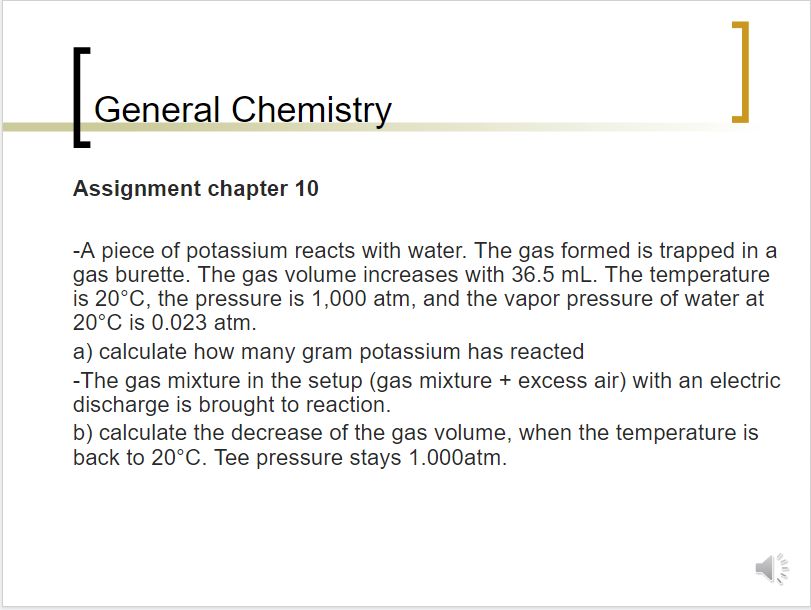 General Chemistry
Assignment chapter 10
-A piece of potassium reacts with water. The gas formed is trapped in a
gas burette. The gas volume increases with 36.5 mL. The temperature
is 20°C, the pressure is 1,000 atm, and the vapor pressure of water at
20°C is 0.023 atm.
a) calculate how many gram potassium has reacted
-The gas mixture in the setup (gas mixture + excess air) with an electric
discharge is brought to reaction.
b) calculate the decrease of the gas volume, when the temperature is
back to 20°C. Tee pressure stays 1.000atm.